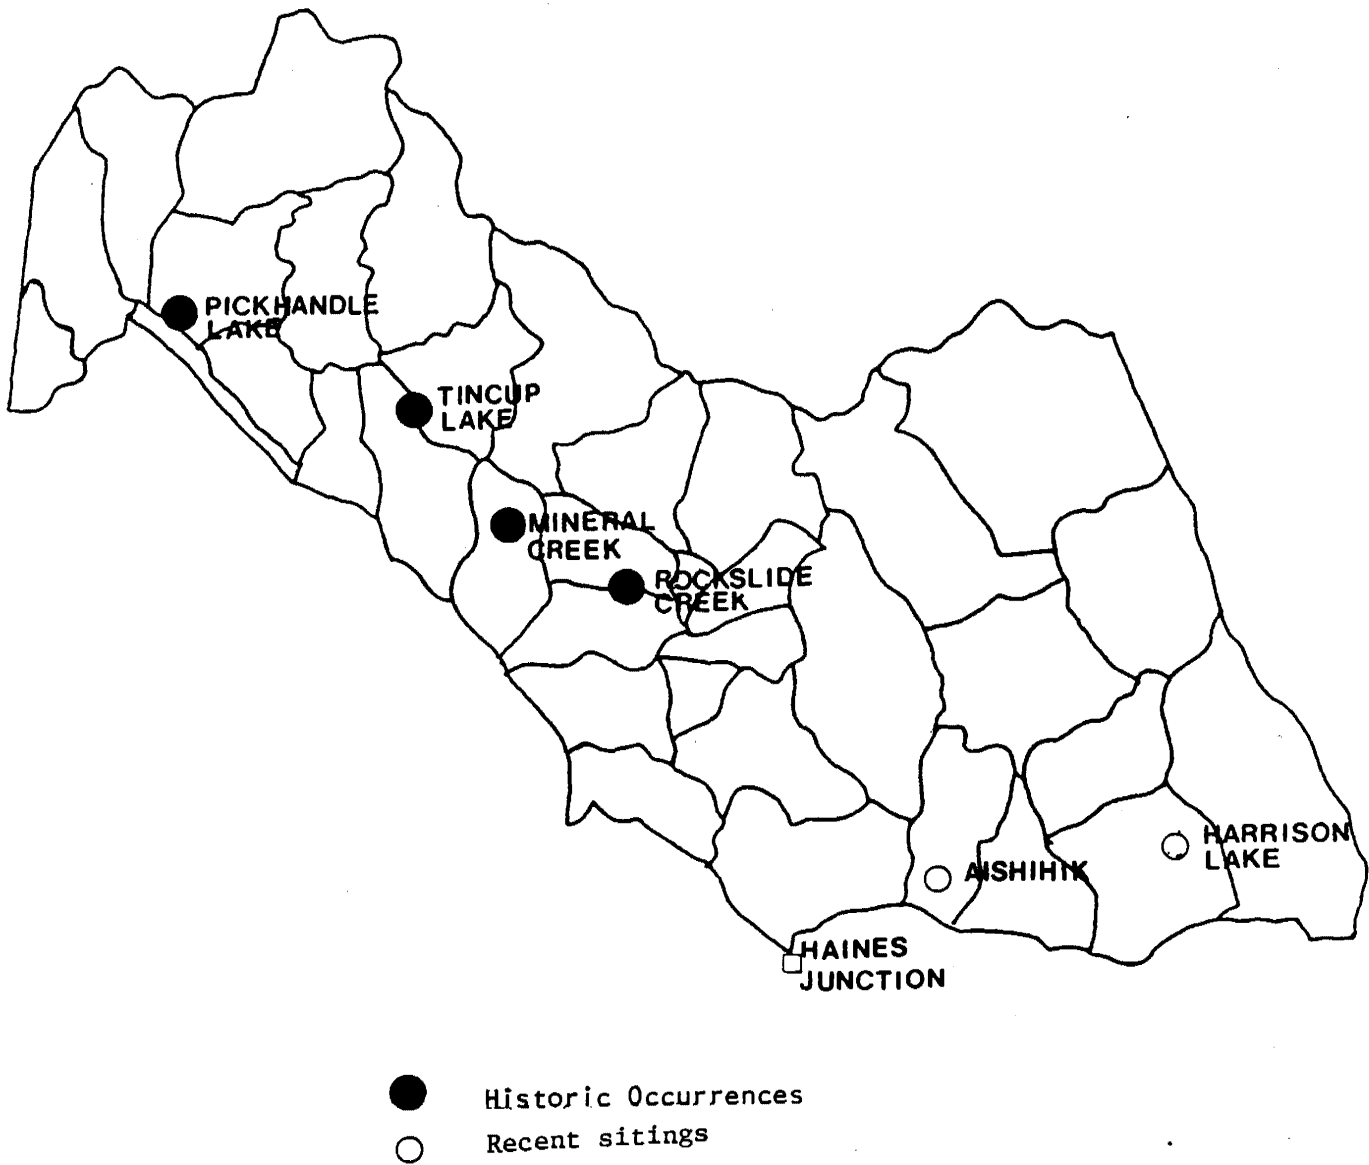 PICKHANDLE
LAKE
TINCUP
LAKE
MINERAL
CREEK
ROCKSLIDE
CREEK
HARRISON
LAKE
AISHIHIK
HAINES
JUNCTION
Historic Occurrences
Recent sitings